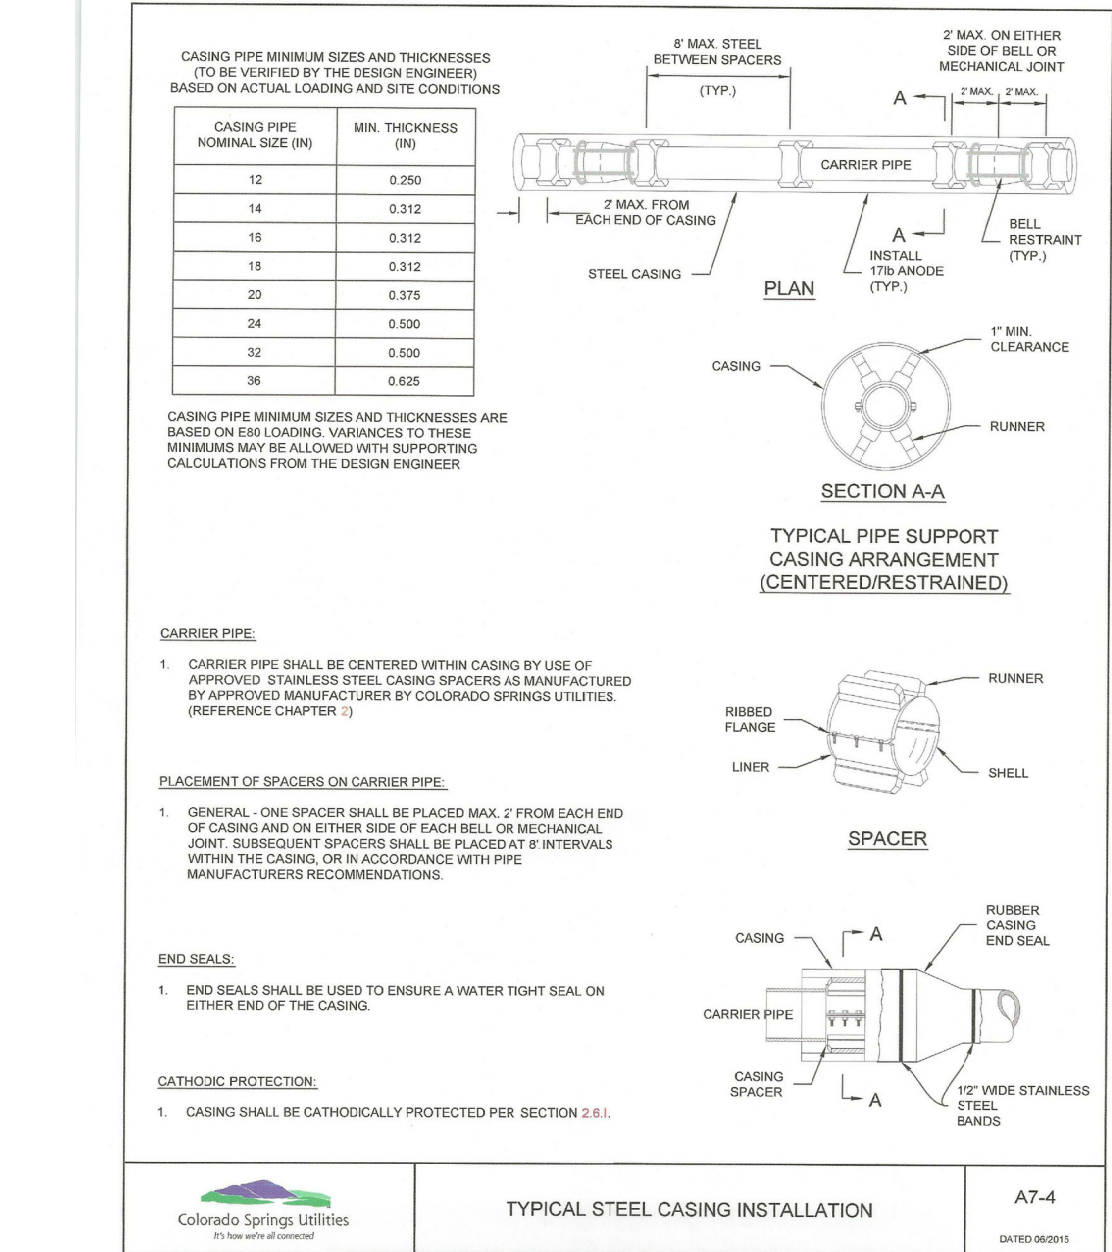 CASING PIPE MINIMUM SIZES AND THICKNESSES
(TO BE VERIFIED BY THE DESIGN ENGINEER)
BASED ON ACTUAL LOADING AND SITE CONDITIONS
CASING PIPE
NOMINAL SIZE (IN)
MIN. THICKNESS
(IN)
12 0.250
14 0.312
16 0.312
18 0.312
20 0.375
24 0.500
32 0.500
36 0.625
CASING PIPE MINIMUM SIZES AND THICKNESSES ARE
BASED ON E80 LOADING. VARIANCES TO THESE
MINIMUMS MAY BE ALLOWED WITH SUPPORTING
CALCULATIONS FROM THE DESIGN ENGINEER
8' MAX. STEEL
BETWEEN SPACERS
(TYP.)
2' MAX. ON EITHER
SIDE OF BELL OR
MECHANICAL JOINT
2' MAX. 2' MAX.
A
CARRIER PIPE
2' MAX. FROM
EACH END OF CASING
A
BELL
RESTRAINT
(TYP.)
STEEL CASING
INSTALL
17lb ANODE
(TYP.)
PLAN
1" MIN.
CLEARANCE
CASING
RUNNER
SECTION A-A
TYPICAL PIPE SUPPORT
CASING ARRANGEMENT
(CENTERED/RESTRAINED)
CARRIER PIPE:
1. CARRIER PIPE SHALL BE CENTERED WITHIN CASING BY USE OF
APPROVED STAINLESS STEEL CASING SPACERS AS MANUFACTURED
BY APPROVED MANUFACTURER BY COLORADO SPRINGS UTILITIES.
(REFERENCE CHAPTER 2)
PLACEMENT OF SPACERS ON CARRIER PIPE:
1. GENERAL - ONE SPACER SHALL BE PLACED MAX. 2' FROM EACH END
OF CASING AND ON EITHER SIDE OF EACH BELL OR MECHANICAL
JOINT. SUBSEQUENT SPACERS SHALL BE PLACED AT 8' INTERVALS
WITHIN THE CASING, OR IN ACCORDANCE WITH PIPE
MANUFACTURERS RECOMMENDATIONS.
END SEALS:
1. END SEALS SHALL BE USED TO ENSURE A WATER TIGHT SEAL ON
EITHER END OF THE CASING.
CATHODIC PROTECTION:
1. CASING SHALL BE CATHODICALLY PROTECTED PER SECTION 2.6.I.
RUNNER
RIBBED
FLANGE
LINER
SHELL
SPACER
RUBBER
CASING
END SEAL
CASING
A
CARRIER PIPE
CASING
SPACER
A
1/2" WIDE STAINLESS
STEEL
BANDS
Colorado Springs Utilities
It's how we're all connected
TYPICAL STEEL CASING INSTALLATION
A7-4
DATED 06/2015